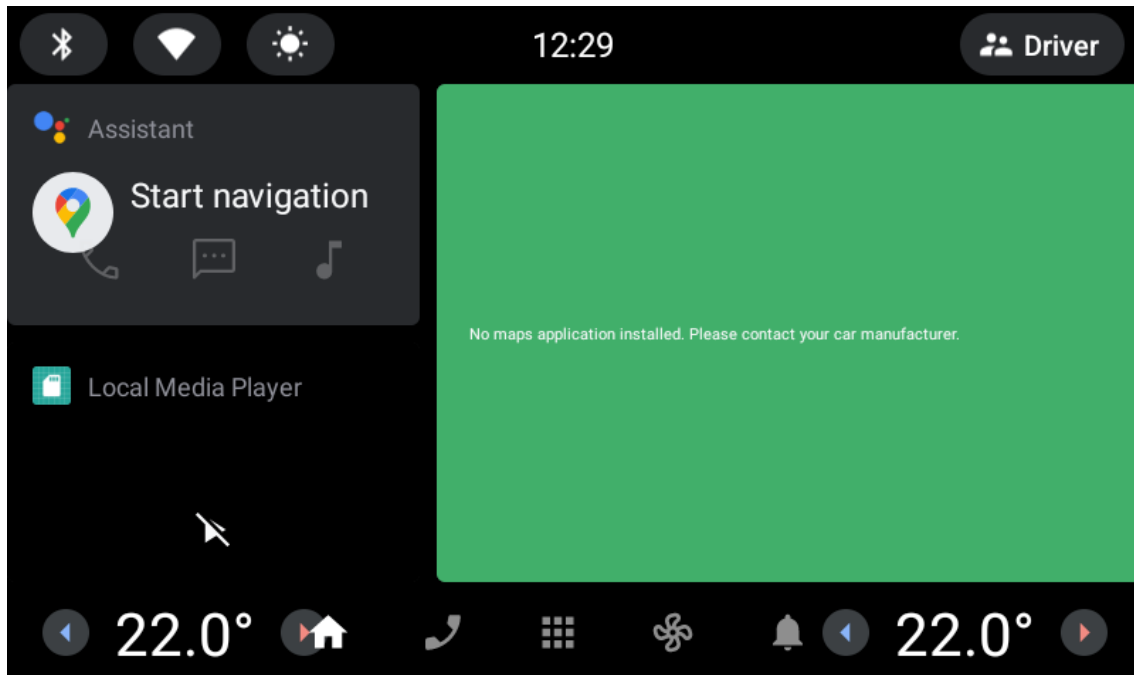 12:29
Driver
Assistant
Start navigation
No maps application installed. Please contact your car manufacturer.
Local Media Player
22.0°
22.0°